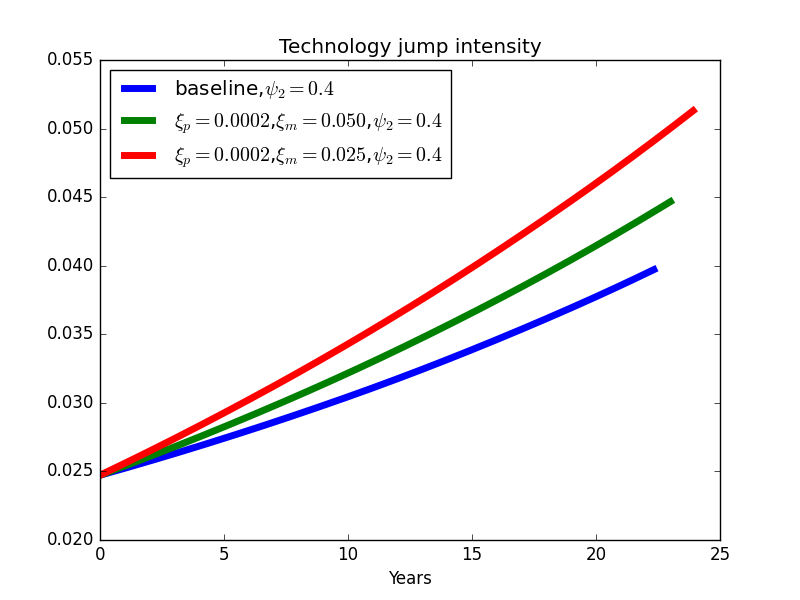 Technology jump intensity
0.055
0.050
0.045
0.040
0.035
0.030
0.025
0.020
baseline,ψ₂ = 0.4
ξₚ = 0.0002,ξₘ = 0.050,ψ₂ = 0.4
ξₚ = 0.0002,ξₘ = 0.025,ψ₂ = 0.4
0 5 10 15 20 25
Years